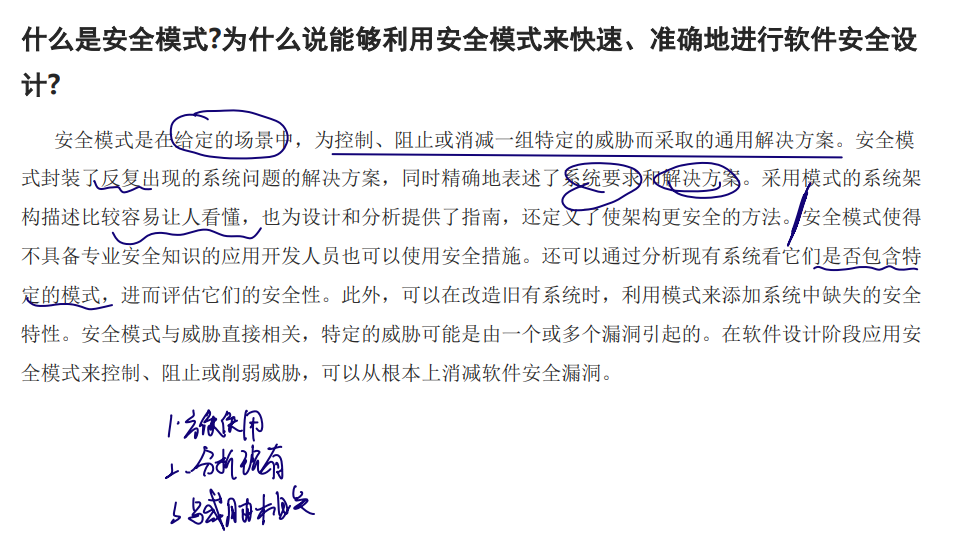 什么是安全模式?为什么说能够利用安全模式来快速、准确地进行软件安全设
计?
安全模式是在给定的场景中，为控制、阻止或消减一组特定的威胁而采取的通用解决方案。安全模
式封装了反复出现的系统问题的解决方案，同时精确地表述了系统要求和解决方案。采用模式的系统架
构描述比较容易让人看懂，也为设计和分析提供了指南，还定义了使架构更安全的方法。安全模式使得
不具备专业安全知识的应用开发人员也可以使用安全措施。还可以通过分析现有系统看它们是否包含特
定的模式，进而评估它们的安全性。此外，可以在改造旧有系统时，利用模式来添加系统中缺失的安全
特性。安全模式与威胁直接相关，特定的威胁可能是由一个或多个漏洞引起的。在软件设计阶段应用安
全模式来控制、阻止或削弱威胁，可以从根本上消减软件安全漏洞。
1.方便使用
2.分析现有
3.与威胁相关